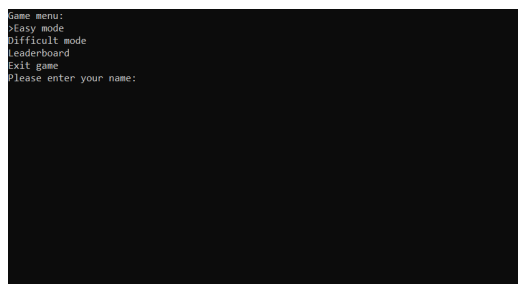 Game menu:
>Easy mode
Difficult mode
Leaderboard
Exit game
Please enter your name: